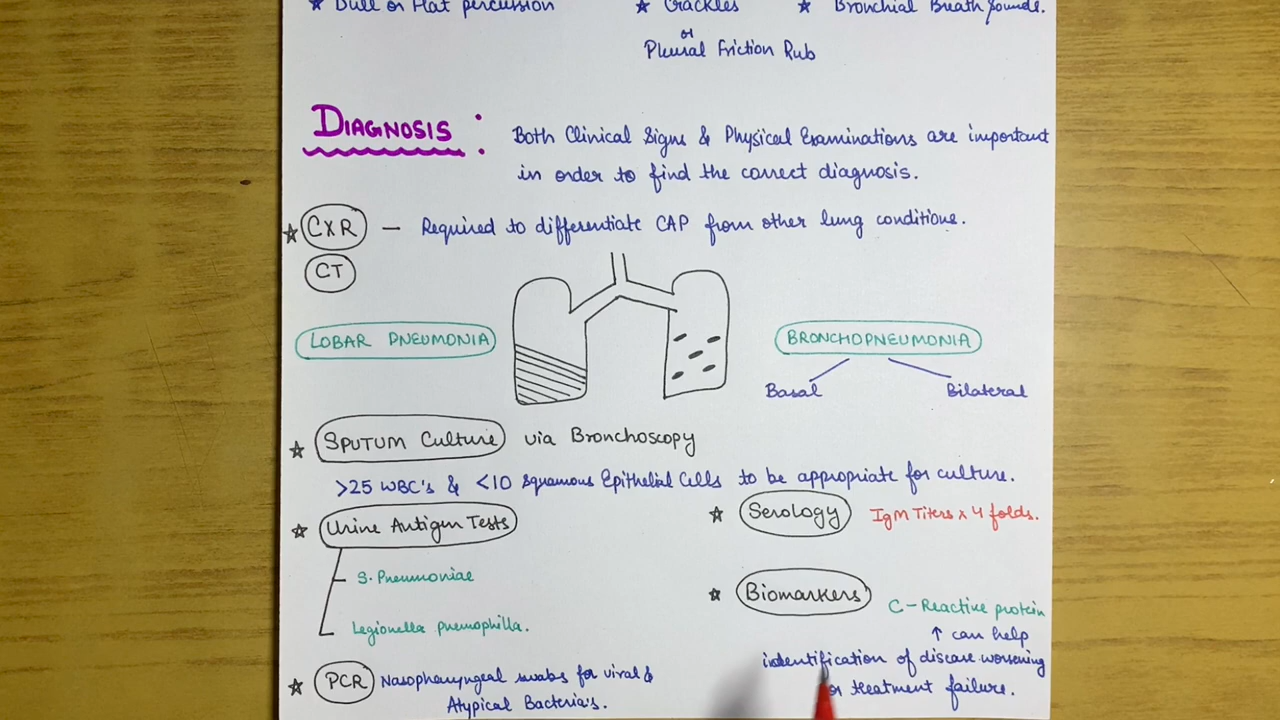 ★ Dull or Flat percussion ★ Crackles ★ Bronchial Breath Sounds.
or
Pleural Friction Rub
DIAGNOSIS : Both Clinical Signs & Physical Examinations are important
in order to find the correct diagnosis.
★ CXR — Required to differentiate CAP from other lung conditions.
CT
LOBAR PNEUMONIA BRONCHOPNEUMONIA
Basal Bilateral
★ SPUTUM Culture via Bronchoscopy
>25 WBC's & <10 Squamous Epithelial Cells to be appropriate for culture.
★ Urine Antigen Tests
S. Pneumoniae
Legionella pnemophilla.
★ PCR Nasopharyngeal swabs for viral &
Atypical Bacteria's.
★ Serology IgM Titers x 4 folds.
★ Biomarkers C-Reactive protein
↑ can help
identification of disease worsening
or treatment failure.